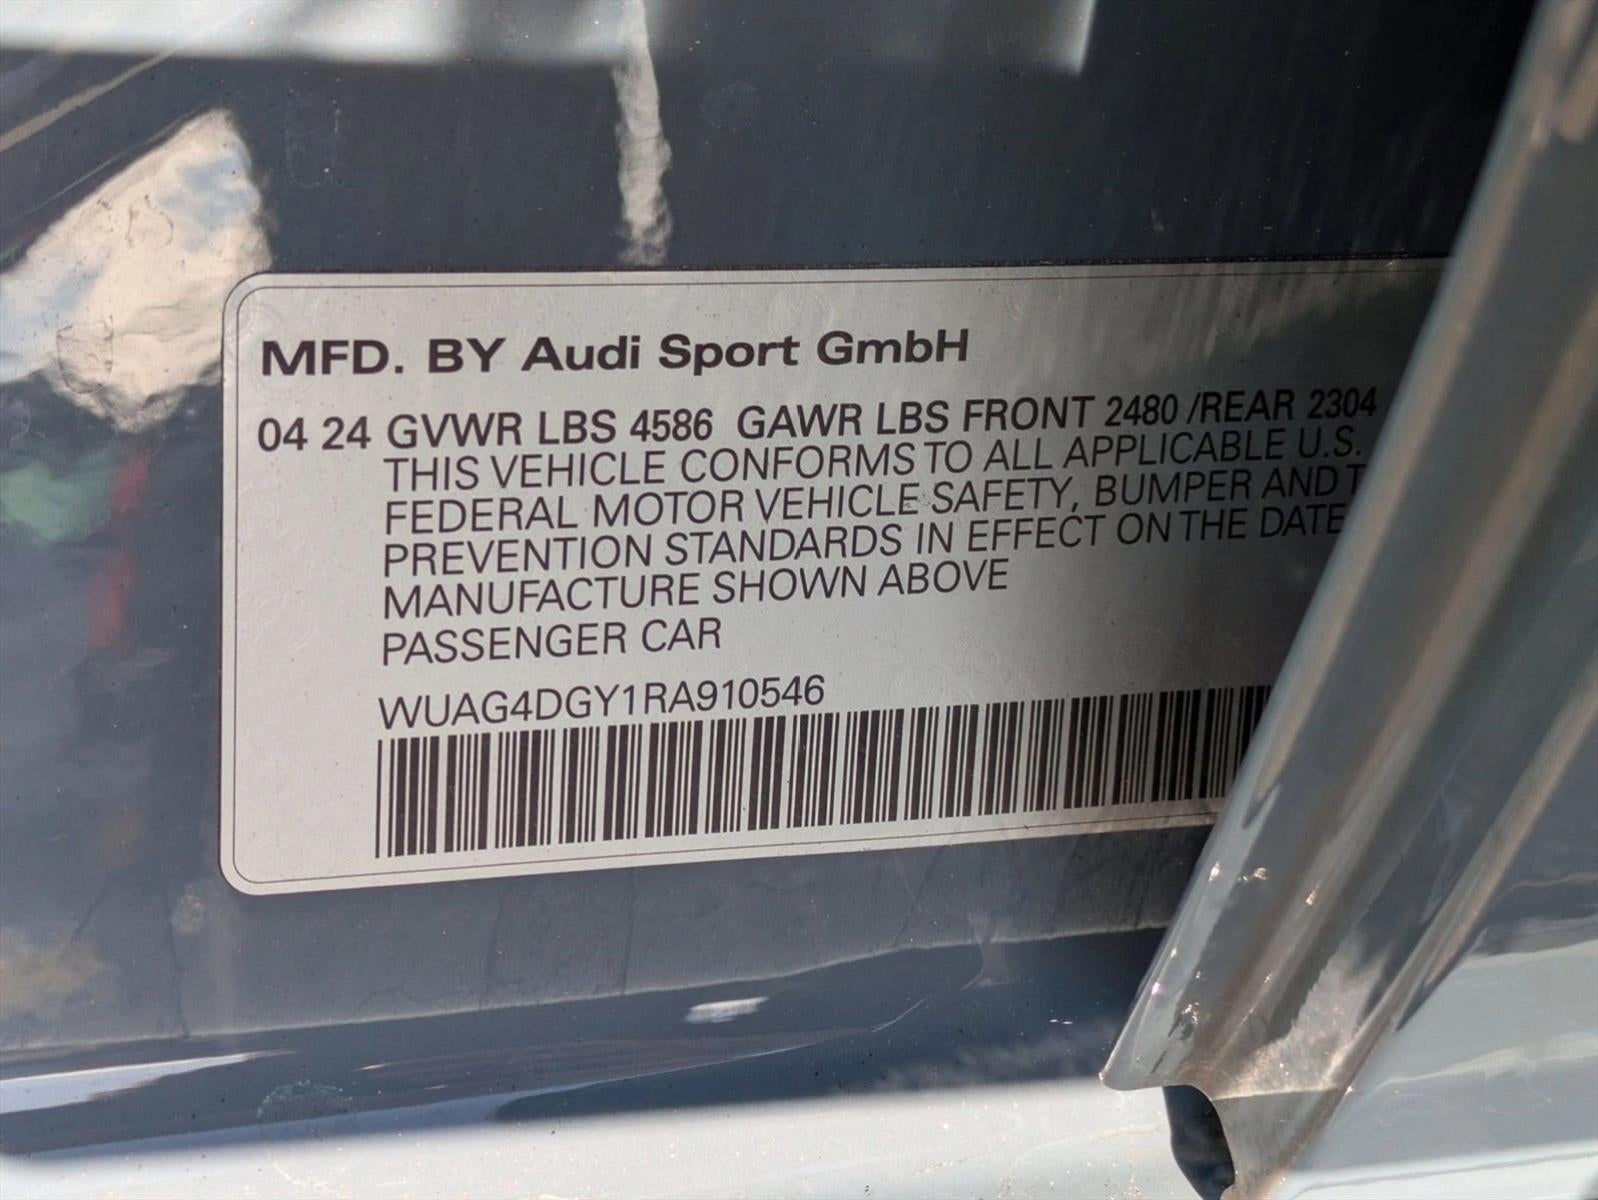 MFD. BY Audi Sport GmbH
04 24 GVWR LBS 4586 GAWR LBS FRONT 2480 /REAR 2304
THIS VEHICLE CONFORMS TO ALL APPLICABLE U.S.
FEDERAL MOTOR VEHICLE SAFETY, BUMPER AND T
PREVENTION STANDARDS IN EFFECT ON THE DATE
MANUFACTURE SHOWN ABOVE
PASSENGER CAR
WUAG4DGY1RA910546